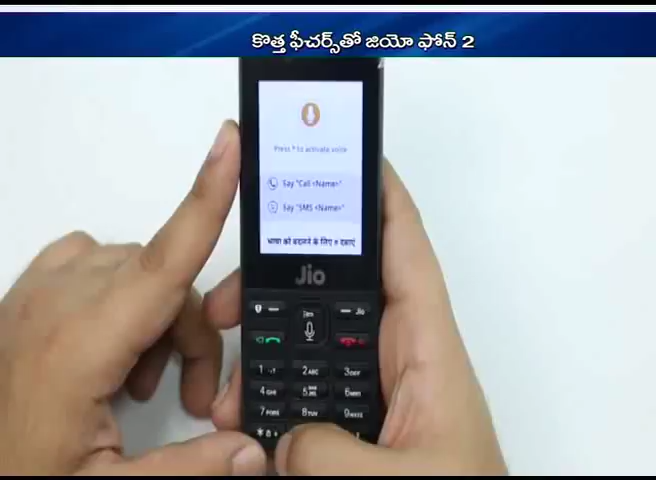 కొత్త ఫీచర్స్‌తో జియో ఫోన్ 2
Press * to activate voice
Say "Call <Name>"
Say "SMS <Name>"
भाषा को बदलने के लिए # दबाएं
Jio
Jio
1
2 ABC
3 DEF
4 GHI
5 JKL
6 MNO
7 PQRS
8 TUV
9 WXYZ
*